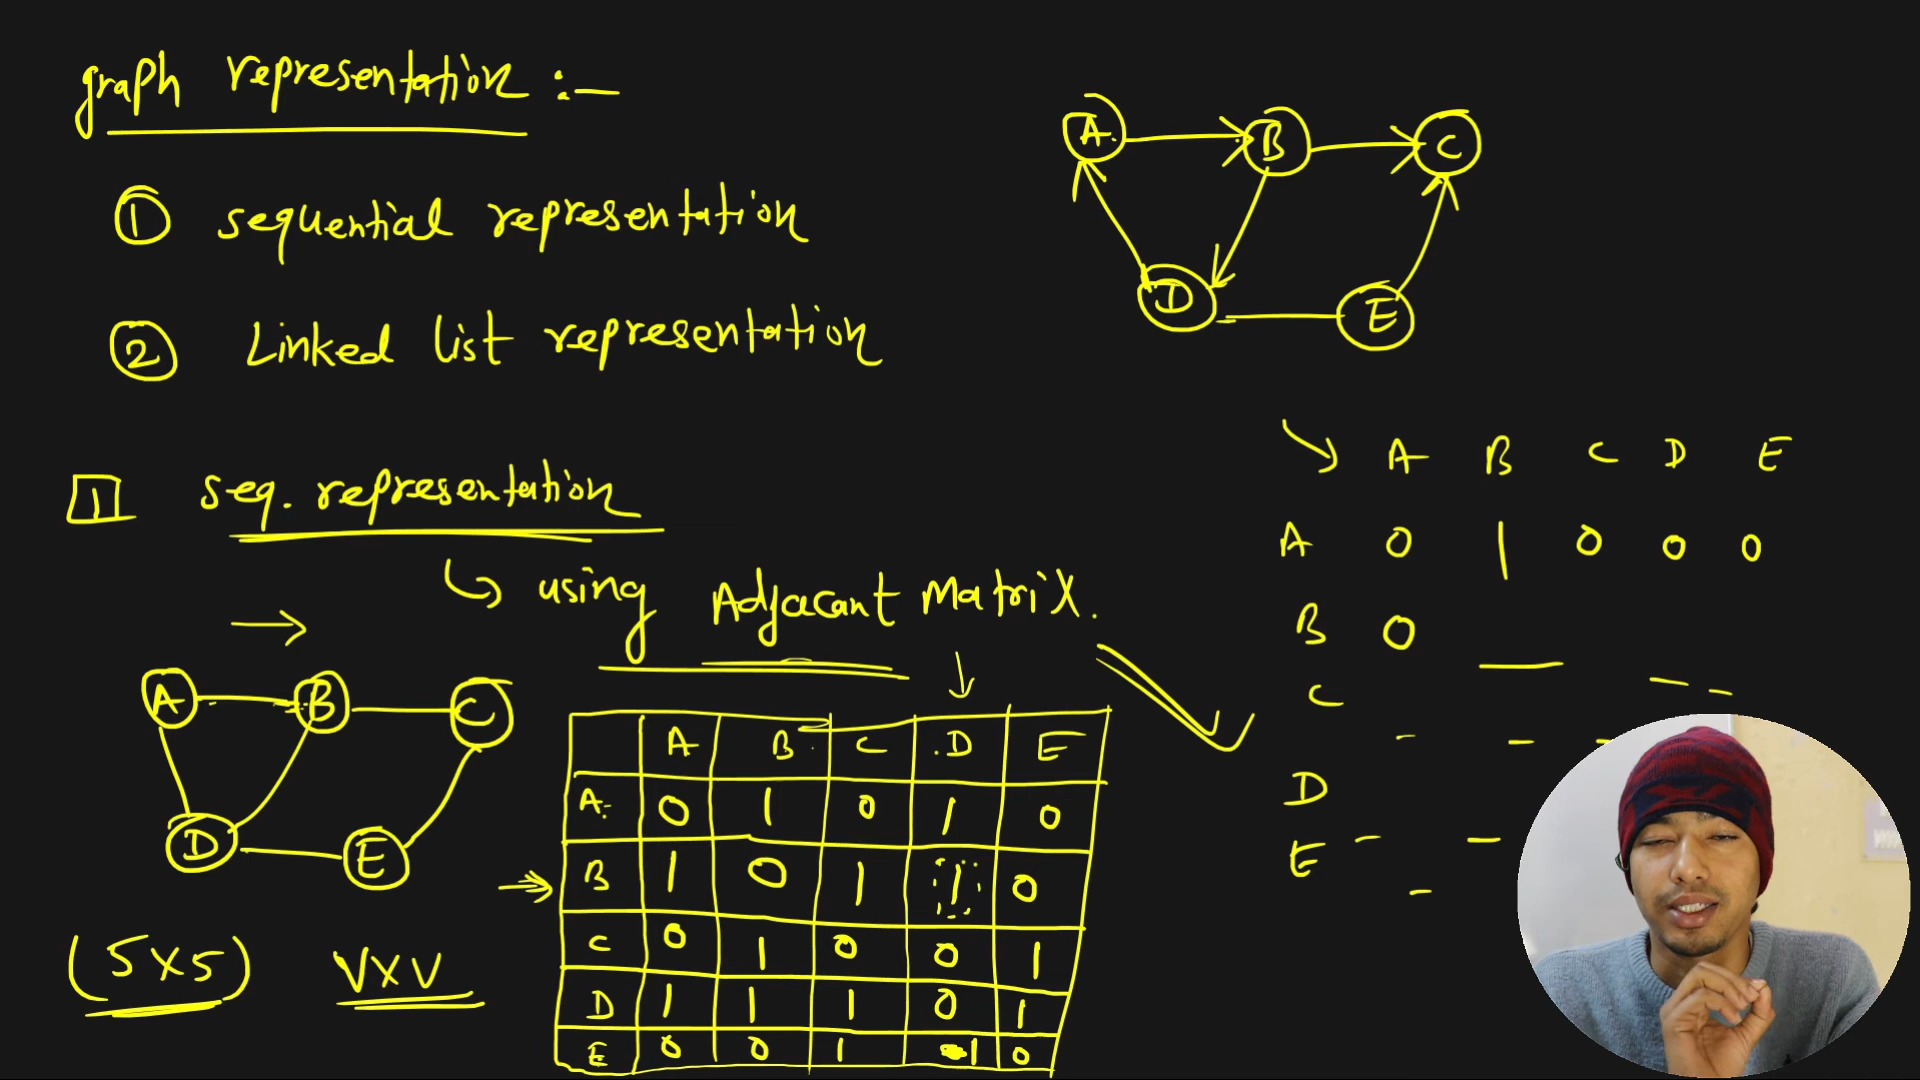 graph representation :—
① sequential representation
② Linked list representation
1 seq. representation
↳ using Adjacant Matrix.
→
A B C
D E
(5X5) VXV
A B C D E
A 0 1 0 1 0
B 1 0 1 1 0
C 0 1 0 0 1
D 1 1 1 0 1
E 0 0 1 1 0
A B C
D E
A B C D E
A 0 1 0 0 0
B 0 — – –
C – – –
D
E – –
–